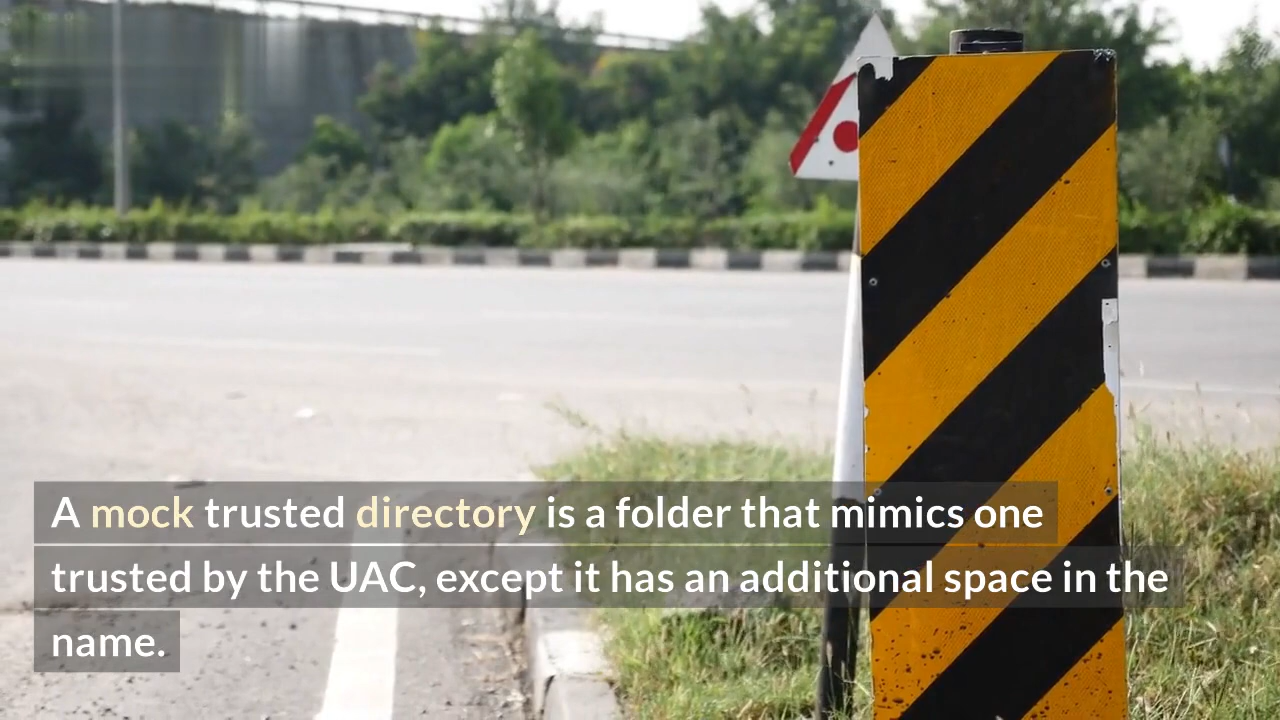 A mock trusted directory is a folder that mimics one
trusted by the UAC, except it has an additional space in the
name.